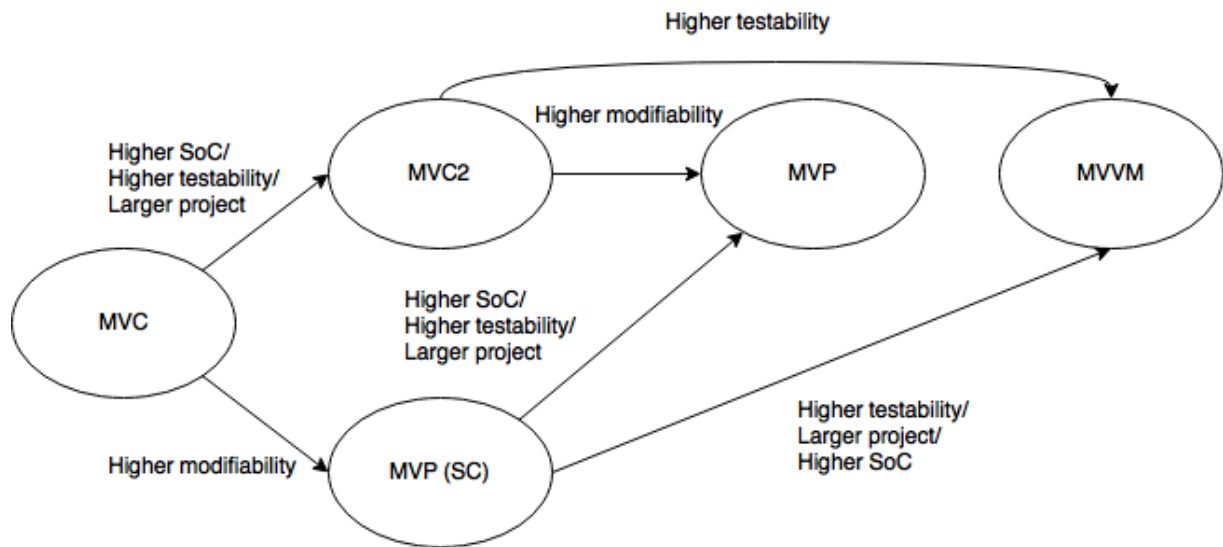 Higher testability
Higher modifiability
Higher SoC/
Higher testability/
Larger project
MVC2
MVP
MVVM
MVC
Higher SoC/
Higher testability/
Larger project
Higher testability/
Larger project/
Higher SoC
Higher modifiability
MVP (SC)